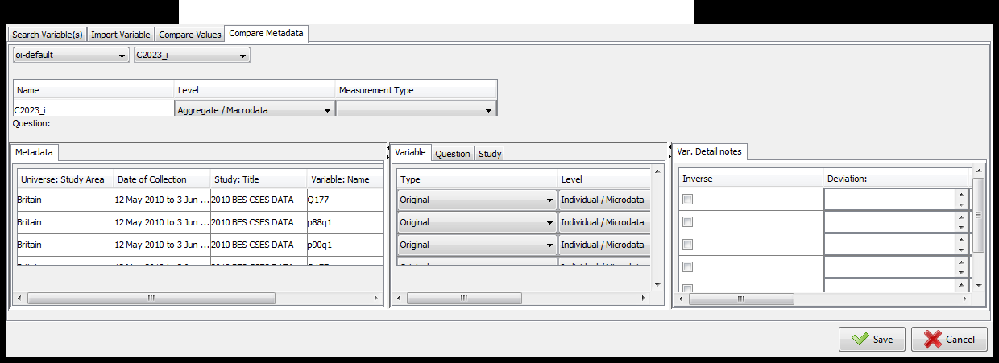 Search Variable(s) Import Variable Compare Values Compare Metadata
oi-default C2023_i
Name Level Measurement Type
C2023_i Aggregate / Macrodata
Question:
Metadata Variable Question Study Var. Detail notes
Universe: Study Area Date of Collection Study: Title Variable: Name Type Level Inverse Deviation:
Britain 12 May 2010 to 3 Jun ... 2010 BES CSES DATA Q177 Original Individual / Microdata
Britain 12 May 2010 to 3 Jun ... 2010 BES CSES DATA p88q1 Original Individual / Microdata
Britain 12 May 2010 to 3 Jun ... 2010 BES CSES DATA p90q1 Original Individual / Microdata
Save Cancel